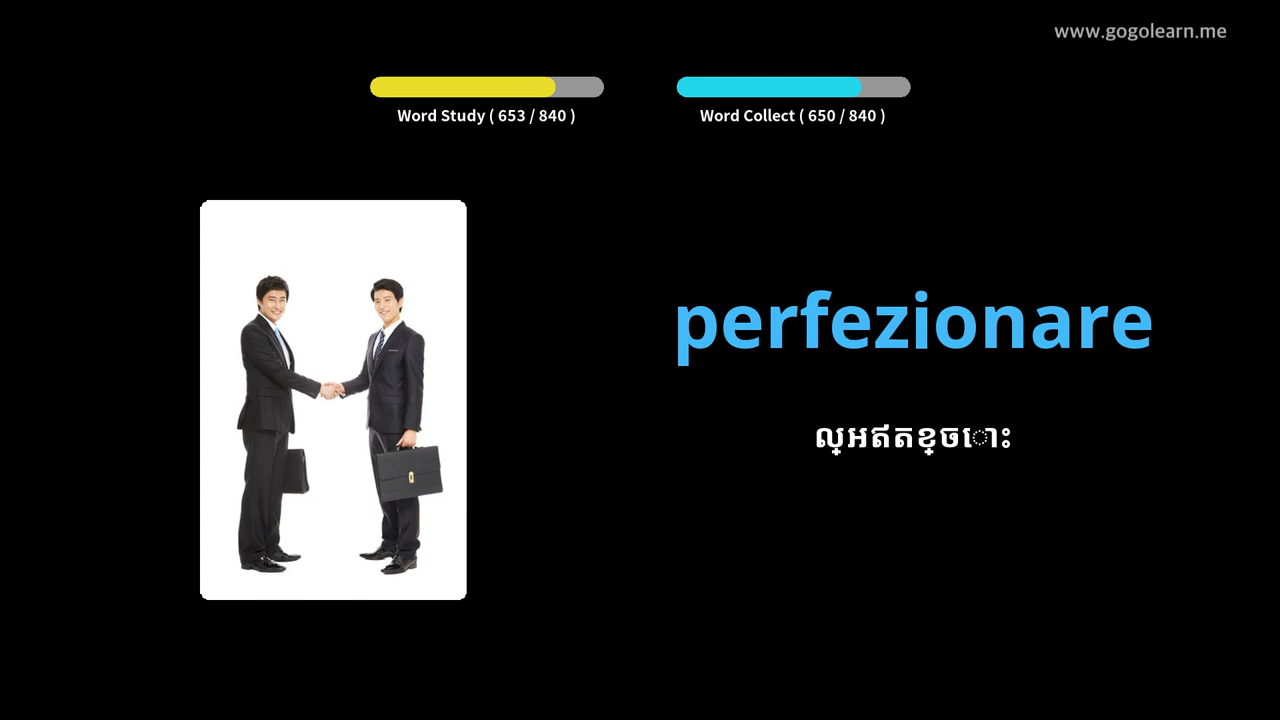 www.gogolearn.me
Word Study ( 653 / 840 )
Word Collect ( 650 / 840 )
perfezionare
ល្អឥតខ្ចោះ